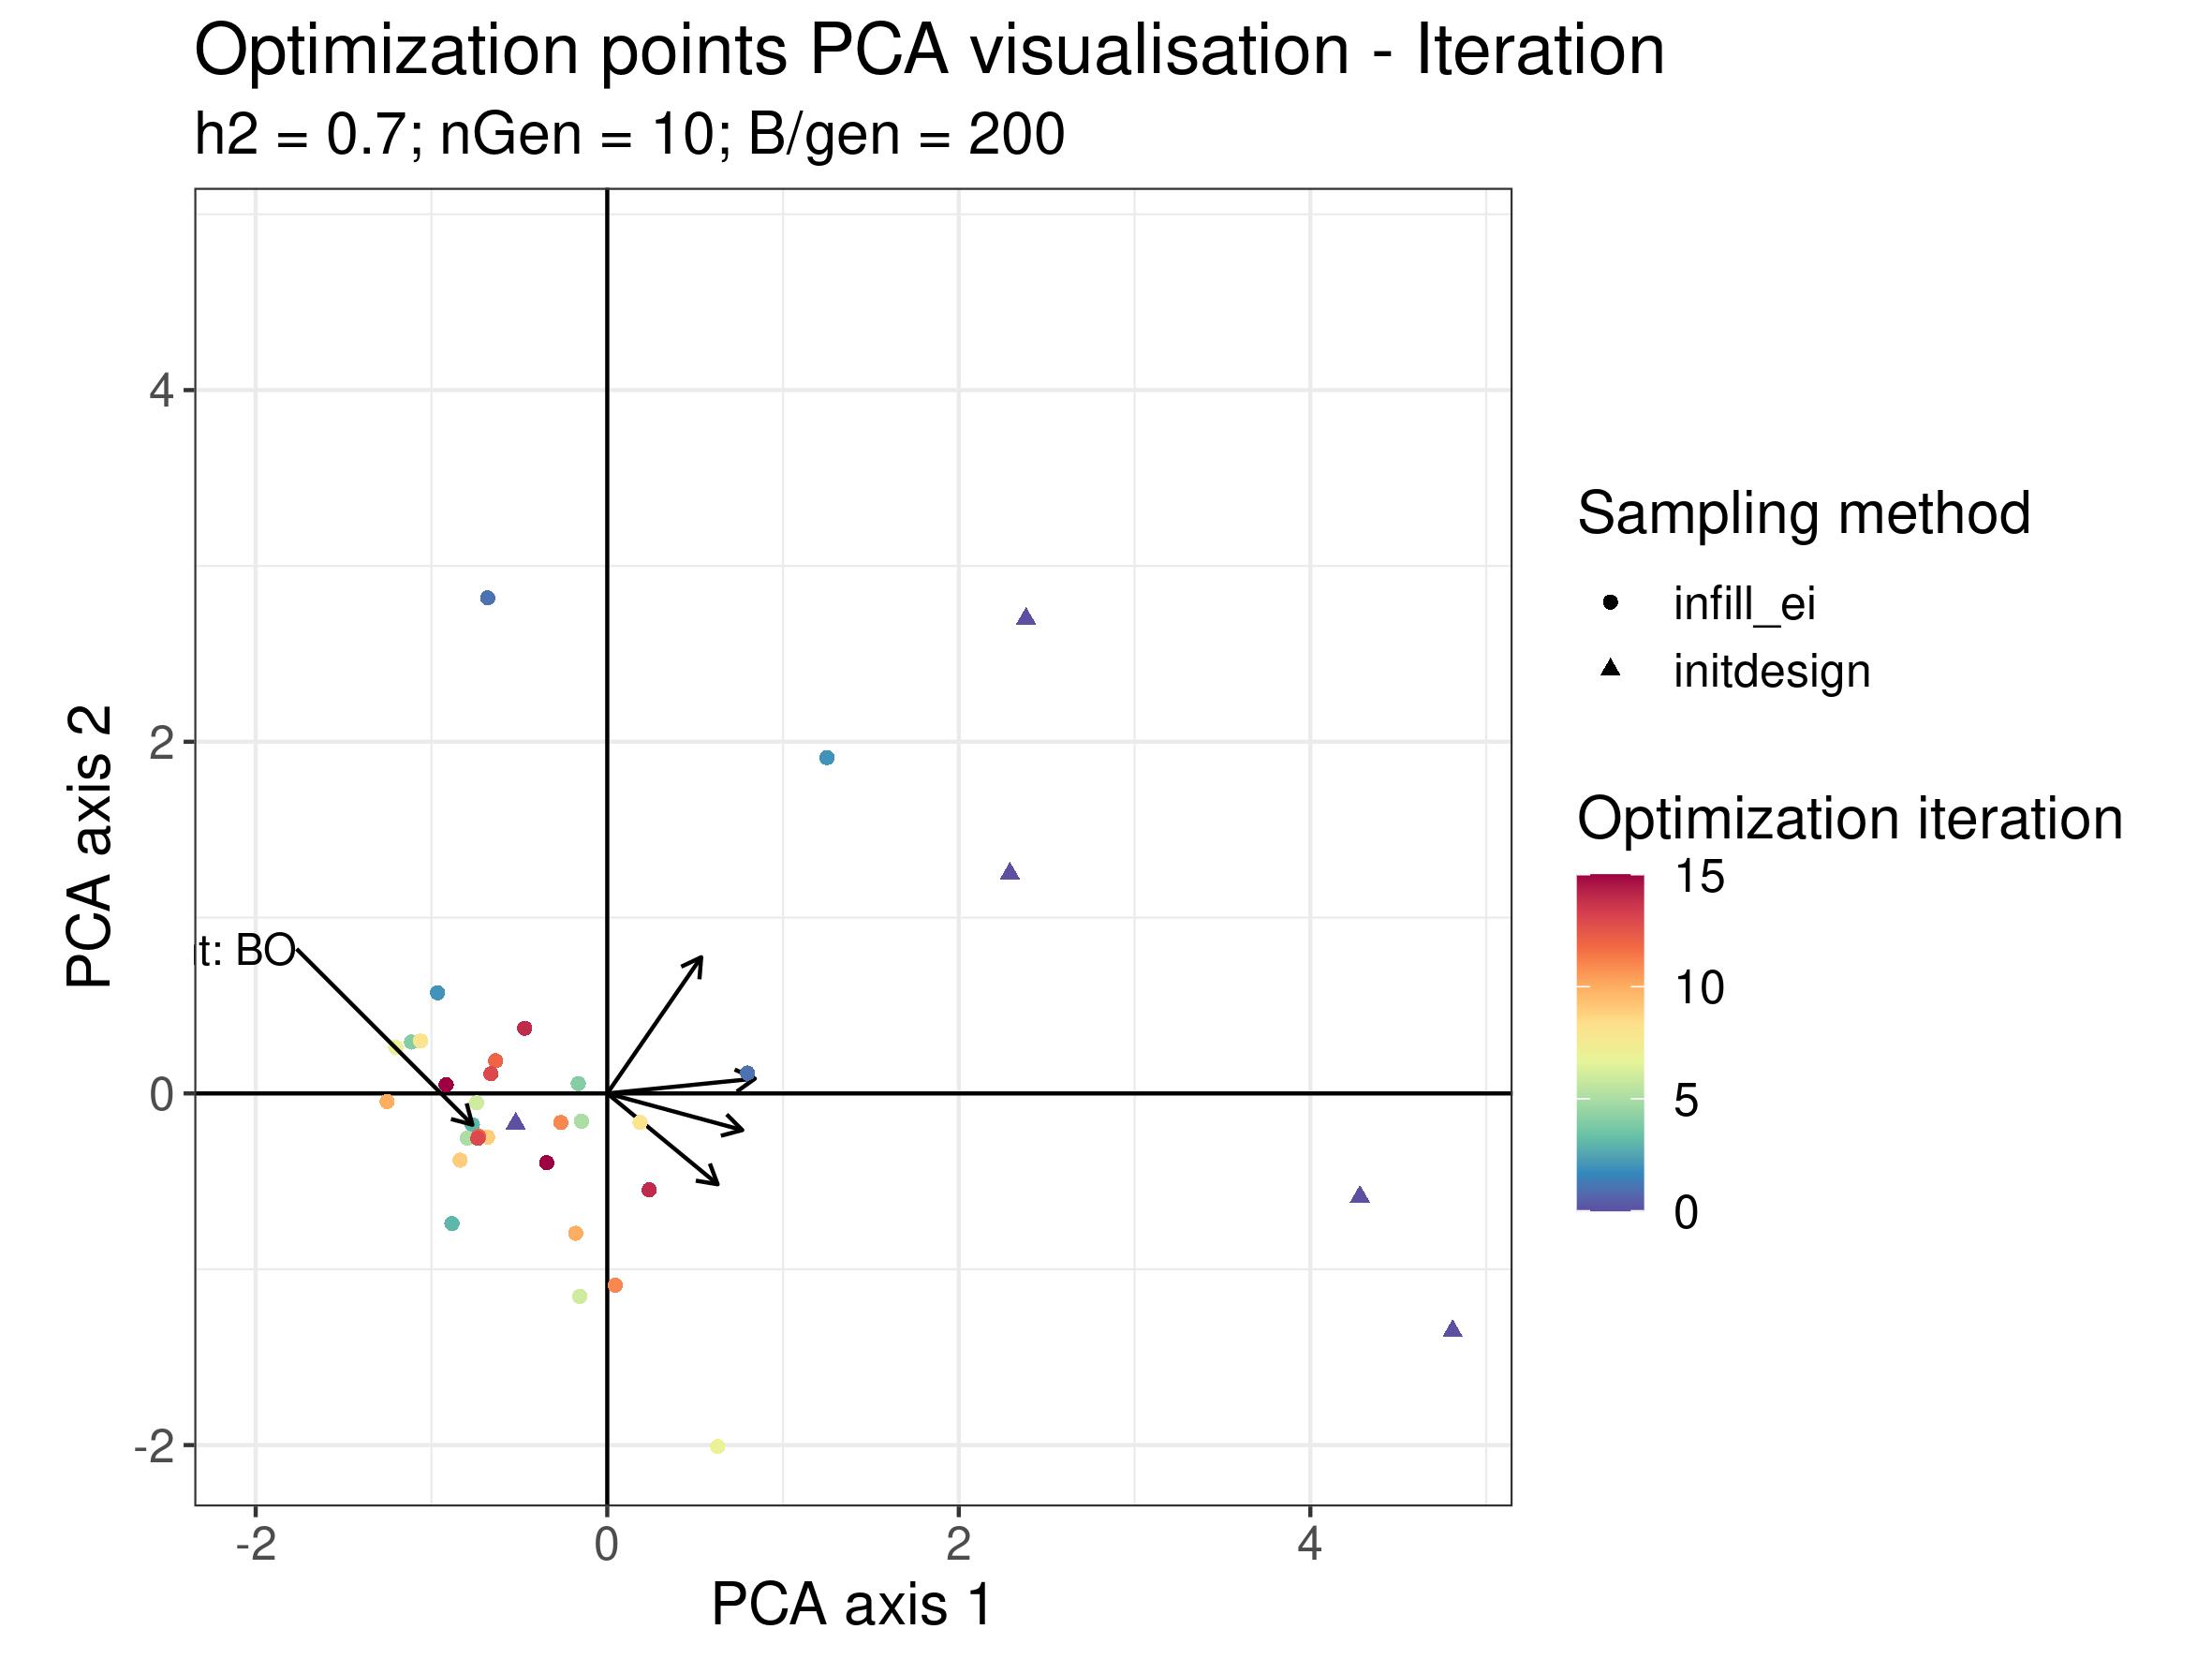 Optimization points PCA visualisation - Iteration
h2 = 0.7; nGen = 10; B/gen = 200
PCA axis 2
4
2
0
-2
t: BO
-2
0
2
4
PCA axis 1
Sampling method
infill_ei
initdesign
Optimization iteration
15
10
5
0